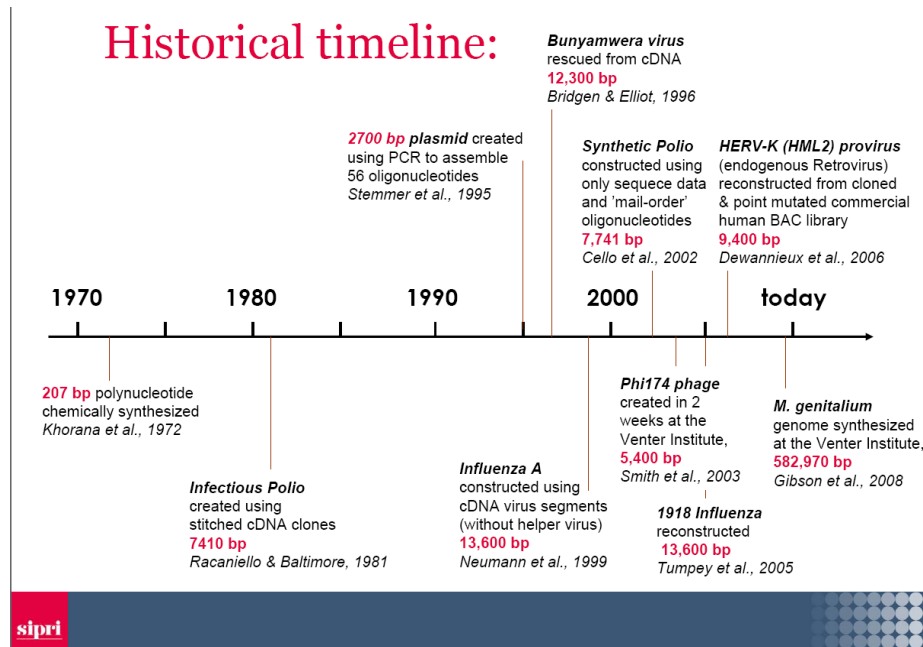 Historical timeline:
Bunyamwera virus
rescued from cDNA
12,300 bp
Bridgen & Elliot, 1996
2700 bp plasmid created
using PCR to assemble
56 oligonucleotides
Stemmer et al., 1995
Synthetic Polio
constructed using
only sequece data
and 'mail-order'
oligonucleotides
7,741 bp
Cello et al., 2002
HERV-K (HML2) provirus
(endogenous Retrovirus)
reconstructed from cloned
& point mutated commercial
human BAC library
9,400 bp
Dewannieux et al., 2006
1970
1980
1990
2000
today
207 bp polynucleotide
chemically synthesized
Khorana et al., 1972
Infectious Polio
created using
stitched cDNA clones
7410 bp
Racaniello & Baltimore, 1981
Influenza A
constructed using
cDNA virus segments
(without helper virus)
13,600 bp
Neumann et al., 1999
Phi174 phage
created in 2
weeks at the
Venter Institute,
5,400 bp
Smith et al., 2003
1918 Influenza
reconstructed
13,600 bp
Tumpey et al., 2005
M. genitalium
genome synthesized
at the Venter Institute,
582,970 bp
Gibson et al., 2008
sipri